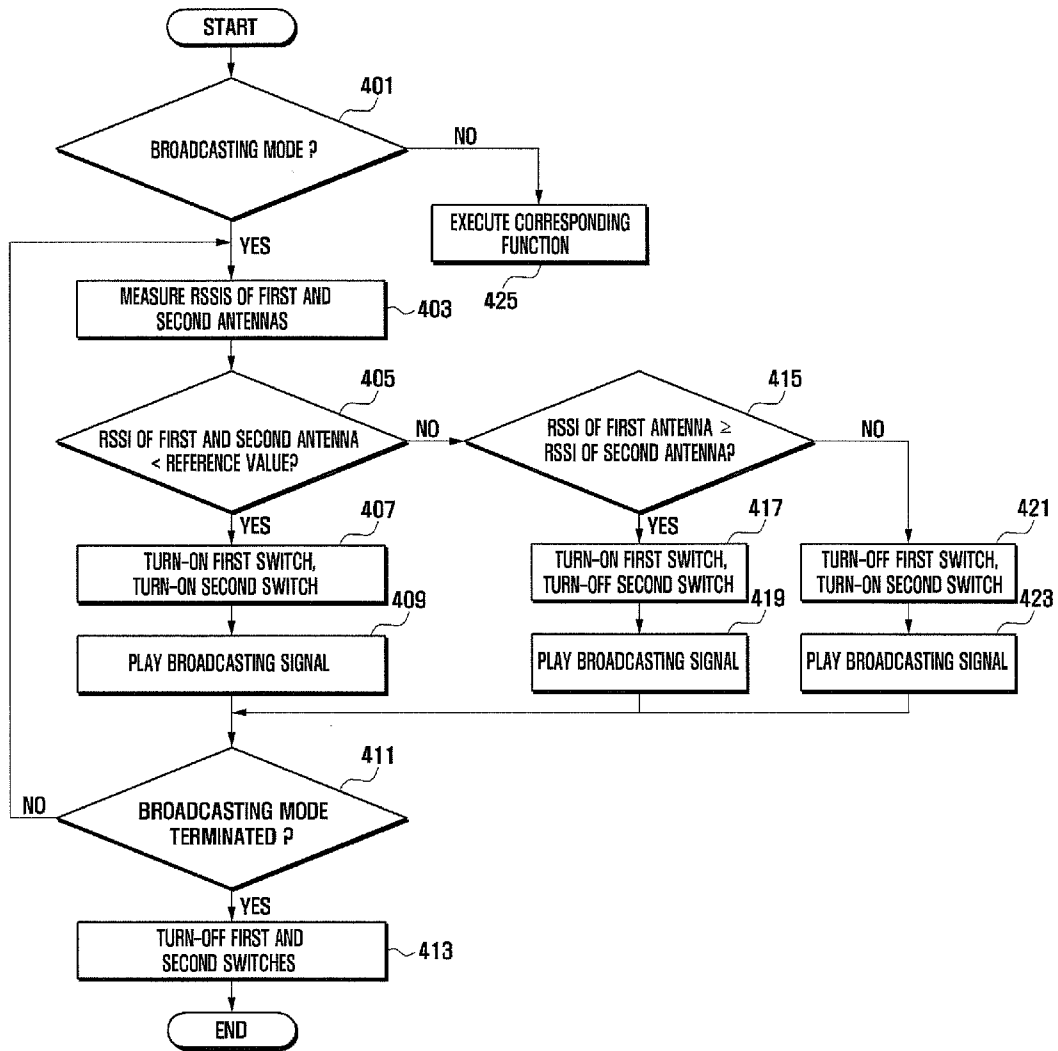 START
401
BROADCASTING MODE ?
NO
YES
EXECUTE CORRESPONDING
FUNCTION
425
MEASURE RSSIS OF FIRST AND
SECOND ANTENNAS
403
405
RSSI OF FIRST AND SECOND ANTENNA
< REFERENCE VALUE?
NO
415
RSSI OF FIRST ANTENNA ≥
RSSI OF SECOND ANTENNA?
NO
YES
407
TURN-ON FIRST SWITCH,
TURN-ON SECOND SWITCH
YES
417
TURN-ON FIRST SWITCH,
TURN-OFF SECOND SWITCH
421
TURN-OFF FIRST SWITCH,
TURN-ON SECOND SWITCH
409
PLAY BROADCASTING SIGNAL
419
PLAY BROADCASTING SIGNAL
423
PLAY BROADCASTING SIGNAL
411
NO
BROADCASTING MODE
TERMINATED ?
YES
TURN-OFF FIRST AND
SECOND SWITCHES
413
END